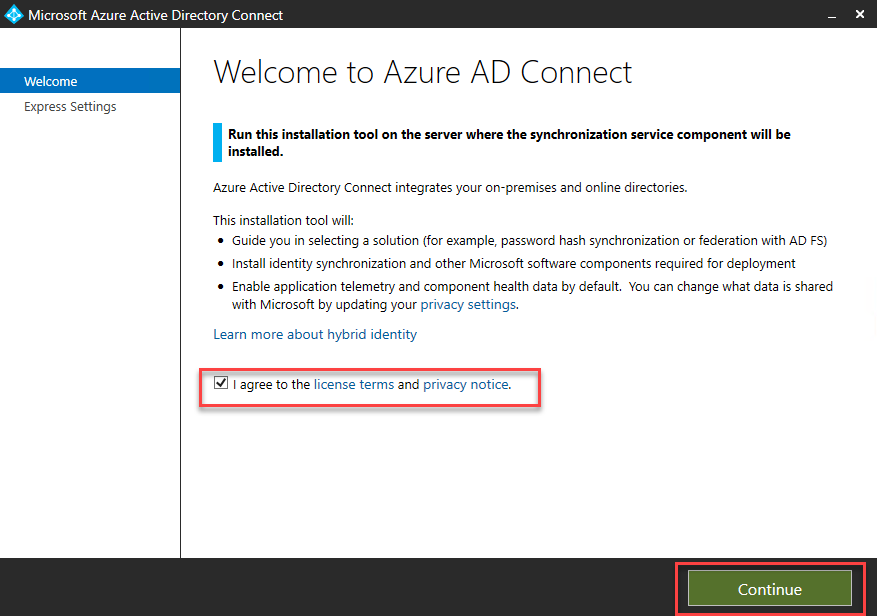 Microsoft Azure Active Directory Connect
Welcome
Express Settings
Welcome to Azure AD Connect
Run this installation tool on the server where the synchronization service component will be
installed.
Azure Active Directory Connect integrates your on-premises and online directories.
This installation tool will:
• Guide you in selecting a solution (for example, password hash synchronization or federation with AD FS)
• Install identity synchronization and other Microsoft software components required for deployment
• Enable application telemetry and component health data by default.  You can change what data is shared
with Microsoft by updating your privacy settings.
Learn more about hybrid identity
I agree to the license terms and privacy notice.
Continue